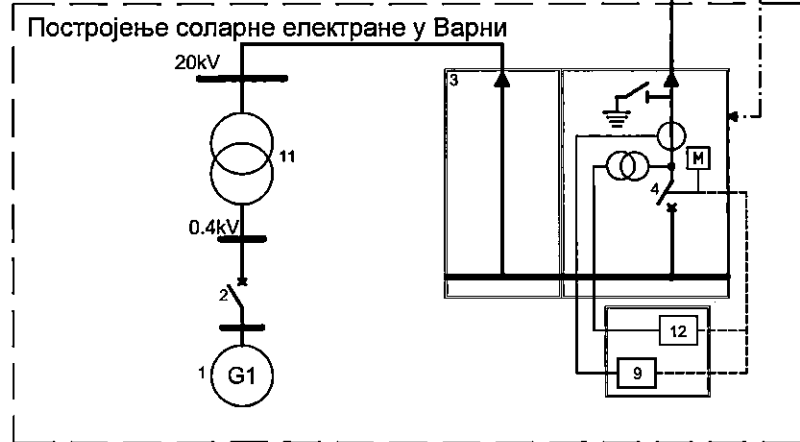 Постројење соларне електране у Варни
20kV
3
11
M
4
0.4kV
2
12
1
G1
9